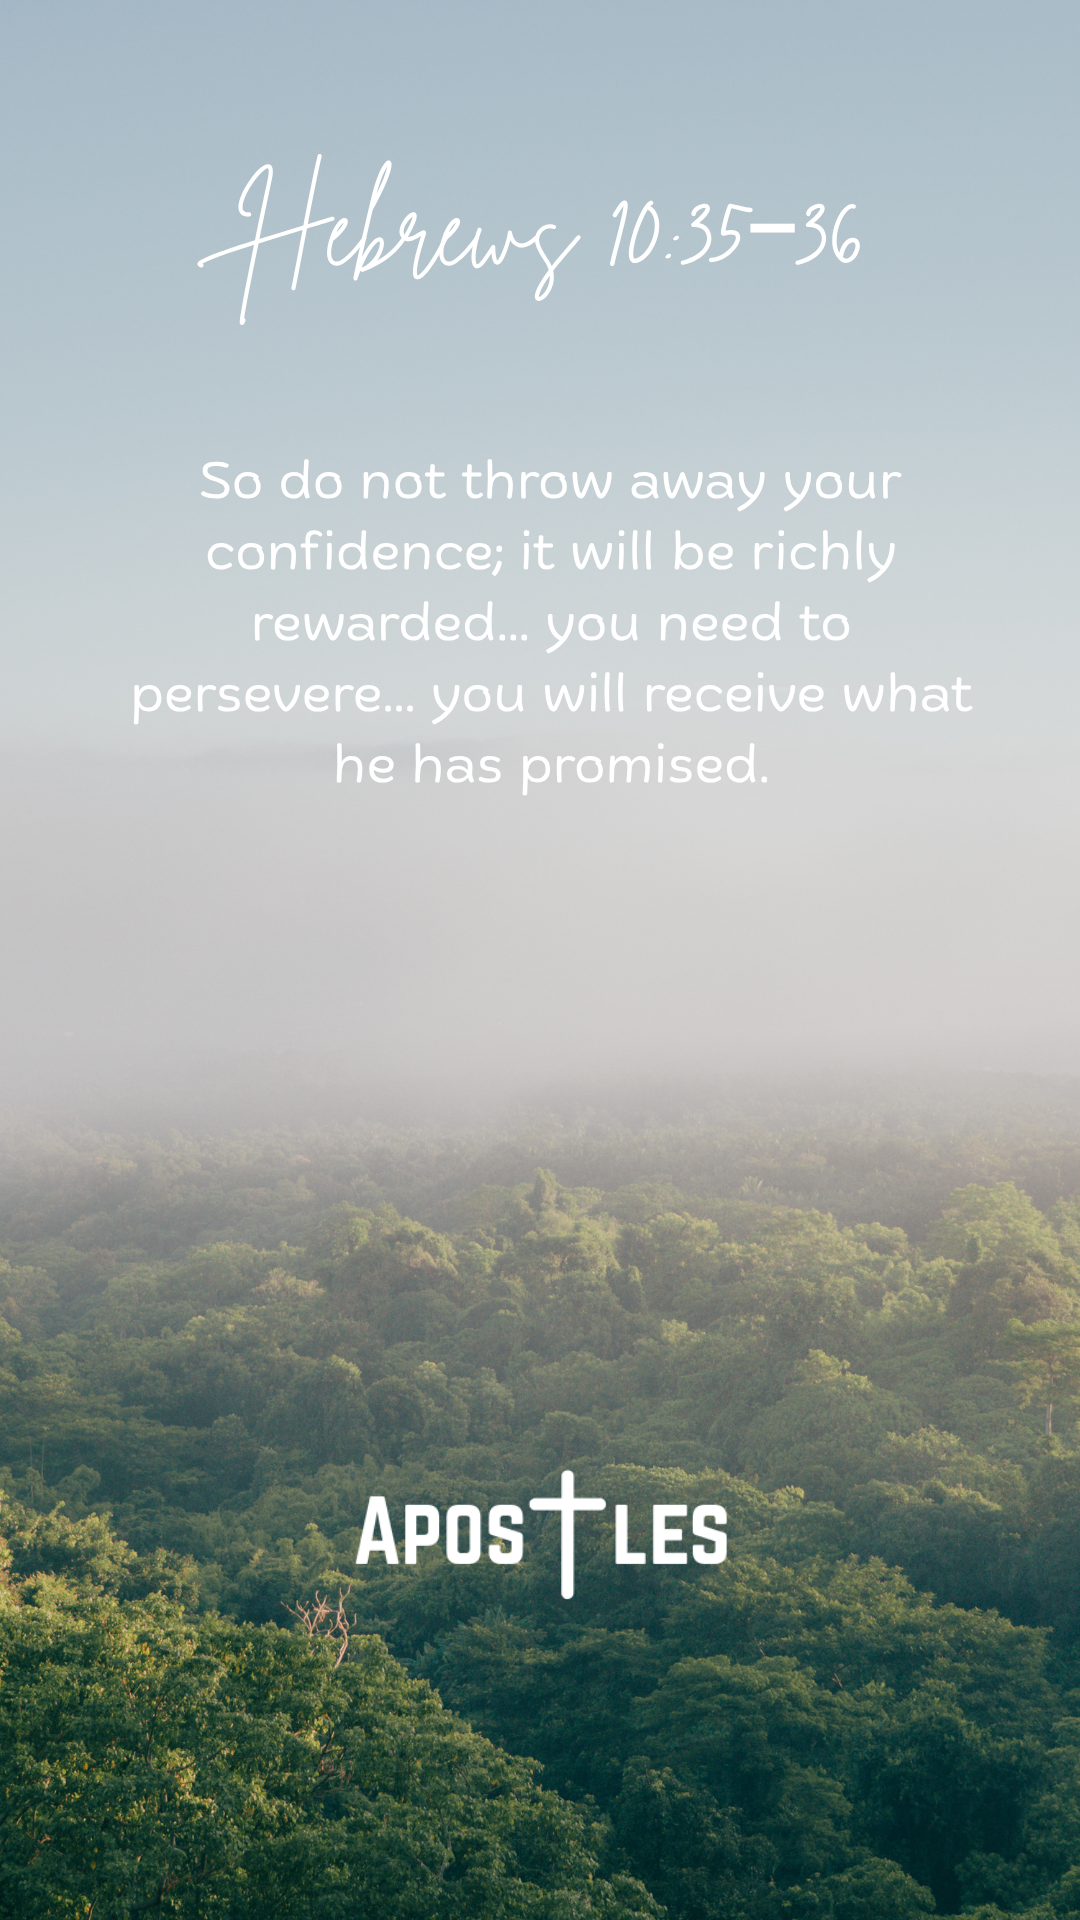 Hebrews 10:35–36
So do not throw away your
confidence; it will be richly
rewarded... you need to
persevere... you will receive what
he has promised.
APOSTLES